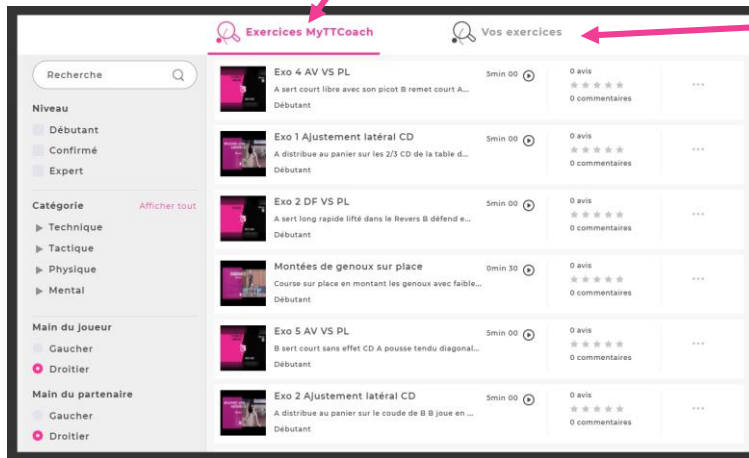 Exercices MyTTCoach
Vos exercices
Recherche
Niveau
Débutant
Confirmé
Expert
Catégorie
Afficher tout
Technique
Tactique
Physique
Mental
Main du joueur
Gaucher
Droitier
Main du partenaire
Gaucher
Droitier
Exo 4 AV VS PL
A sert court libre avec son picot B remet court A...
Débutant
5min 00
0 avis
0 commentaires
Exo 1 Ajustement latéral CD
A distribue au panier sur les 2/3 CD de la table d...
Débutant
5min 00
0 avis
0 commentaires
Exo 2 DF VS PL
A sert long rapide lifté dans le Revers B défend e...
Débutant
5min 00
0 avis
0 commentaires
Montées de genoux sur place
Course sur place en montant les genoux avec faible...
Débutant
0min 30
0 avis
0 commentaires
Exo 5 AV VS PL
B sert court sans effet CD A pousse tendu diagonal...
Débutant
5min 00
0 avis
0 commentaires
Exo 2 Ajustement latéral CD
A distribue au panier sur le coude de B B joue en ...
Débutant
5min 00
0 avis
0 commentaires